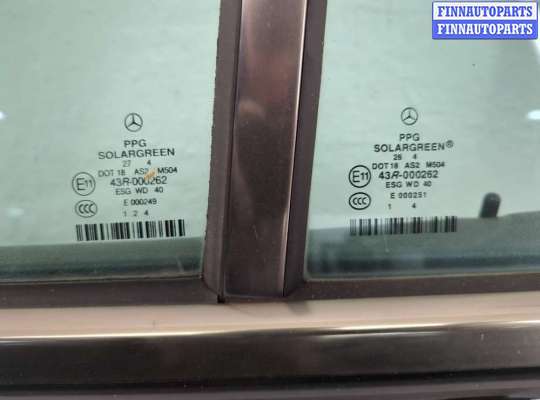 FINNAUTOPARTS
FINNAUTOPARTS
PPG
SOLARGREEN
27 4
DOT 18 AS2 M504
E11 43R-000262
ESG WD 40
CCC E 000249
1 2 4
PPG
SOLARGREEN®
26 4
DOT 18 AS2 M504
E11 43R-000262
ESG WD 40
CCC E 000251
1 4